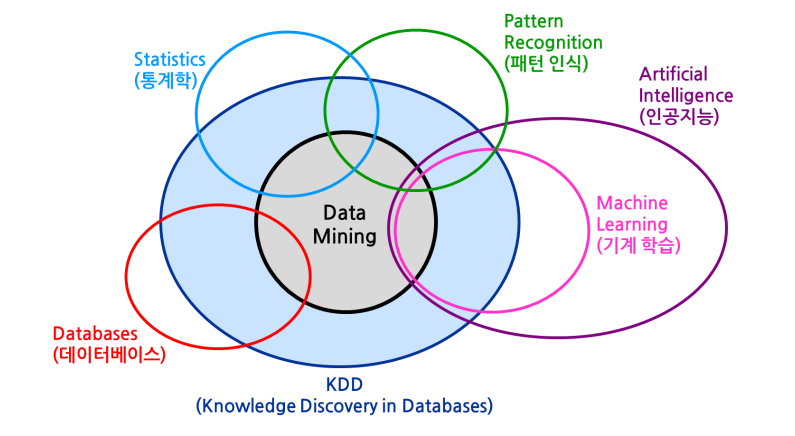 Pattern
Recognition
(패턴 인식)
Statistics
(통계학)
Artificial
Intelligence
(인공지능)
Machine
Learning
(기계 학습)
Data
Mining
Databases
(데이터베이스)
KDD
(Knowledge Discovery in Databases)